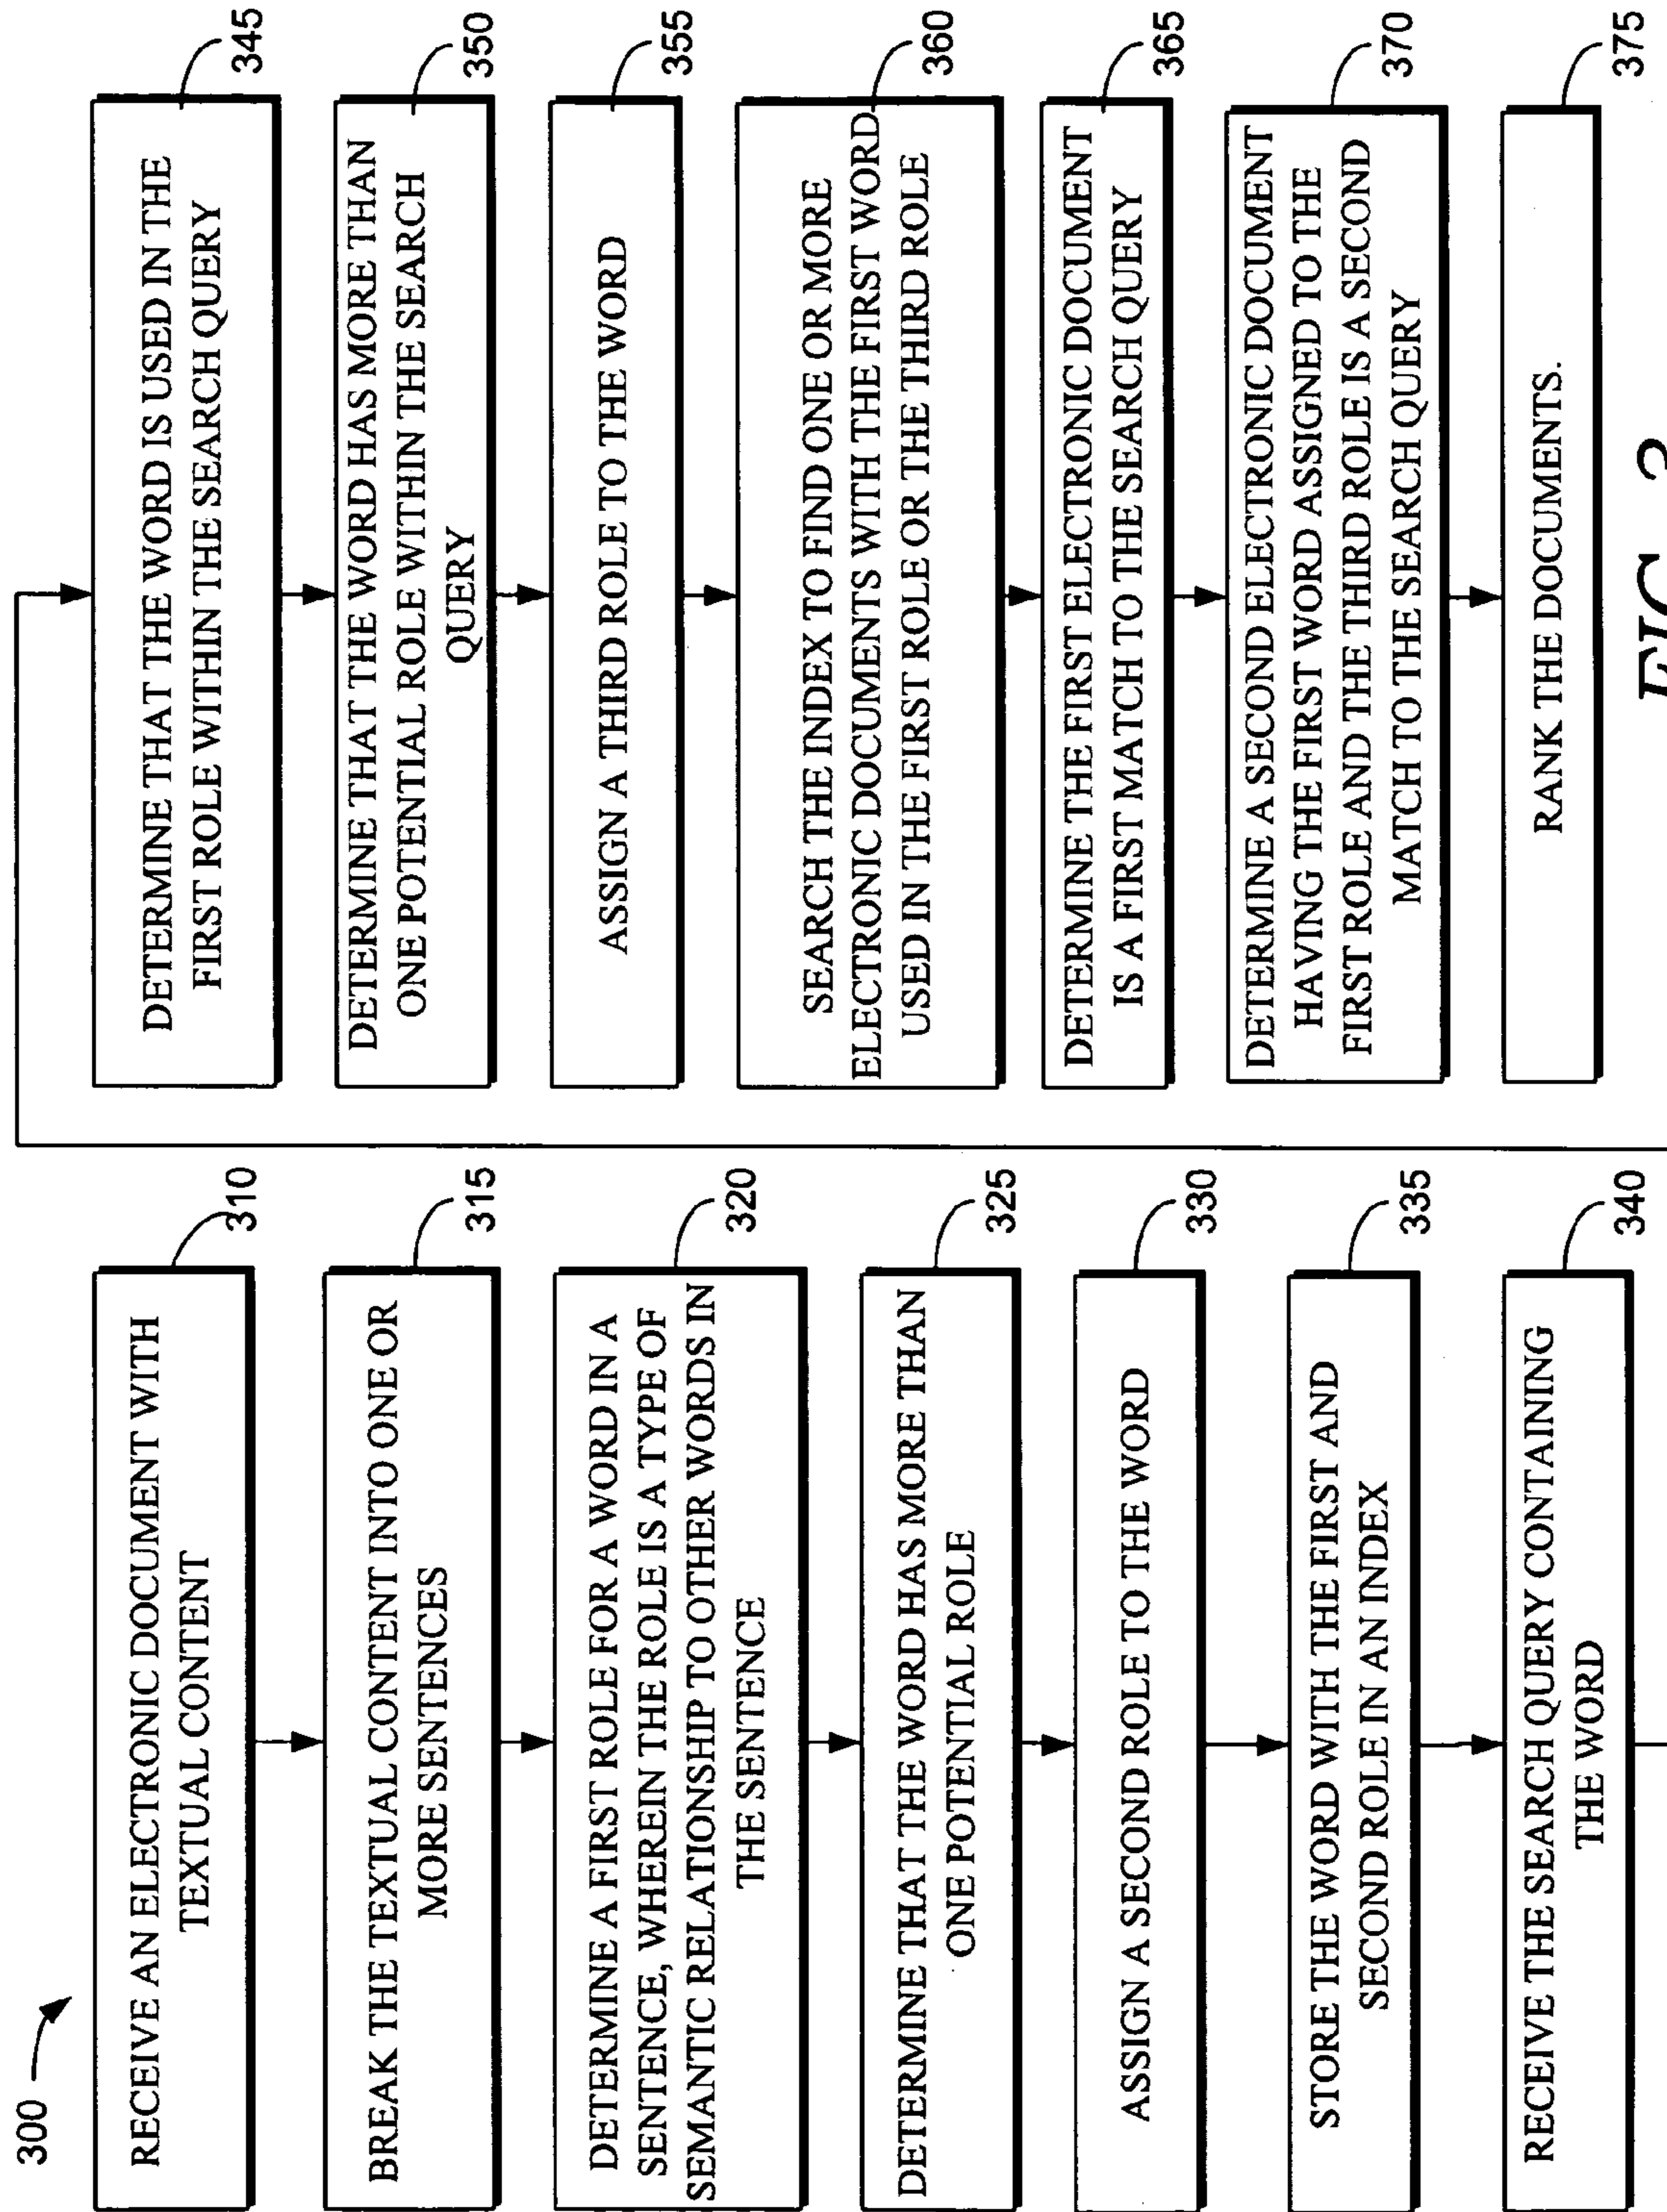 300
RECEIVE AN ELECTRONIC DOCUMENT WITH
TEXTUAL CONTENT
310
BREAK THE TEXTUAL CONTENT INTO ONE OR
MORE SENTENCES
315
DETERMINE A FIRST ROLE FOR A WORD IN A
SENTENCE, WHEREIN THE ROLE IS A TYPE OF
SEMANTIC RELATIONSHIP TO OTHER WORDS IN
THE SENTENCE
320
DETERMINE THAT THE WORD HAS MORE THAN
ONE POTENTIAL ROLE
325
ASSIGN A SECOND ROLE TO THE WORD
330
STORE THE WORD WITH THE FIRST AND
SECOND ROLE IN AN INDEX
335
RECEIVE THE SEARCH QUERY CONTAINING
THE WORD
340
DETERMINE THAT THE WORD IS USED IN THE
FIRST ROLE WITHIN THE SEARCH QUERY
345
DETERMINE THAT THE WORD HAS MORE THAN
ONE POTENTIAL ROLE WITHIN THE SEARCH
QUERY
350
ASSIGN A THIRD ROLE TO THE WORD
355
SEARCH THE INDEX TO FIND ONE OR MORE
ELECTRONIC DOCUMENTS WITH THE FIRST WORD
USED IN THE FIRST ROLE OR THE THIRD ROLE
360
DETERMINE THE FIRST ELECTRONIC DOCUMENT
IS A FIRST MATCH TO THE SEARCH QUERY
365
DETERMINE A SECOND ELECTRONIC DOCUMENT
HAVING THE FIRST WORD ASSIGNED TO THE
FIRST ROLE AND THE THIRD ROLE IS A SECOND
MATCH TO THE SEARCH QUERY
370
RANK THE DOCUMENTS.
375
FIG. 3